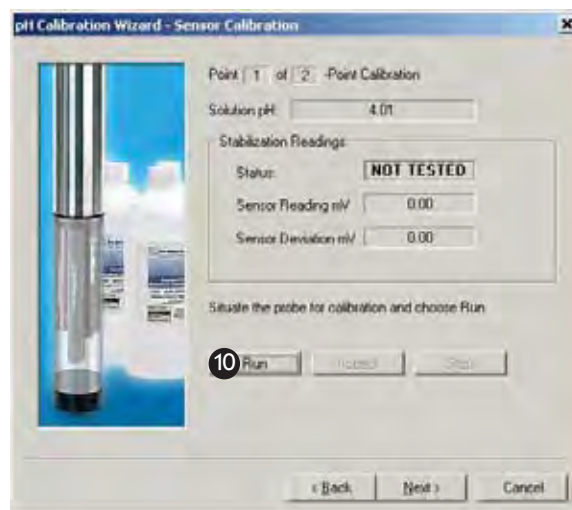 pH Calibration Wizard - Sensor Calibration
Point 1 of 2 -Point Calibration
Solution pH: 4.01
Stabilization Readings
Status: NOT TESTED
Sensor Reading mV 0.00
Sensor Deviation mV 0.00
Situate the probe for calibration and choose Run
10 Run Stop
< Back Next > Cancel